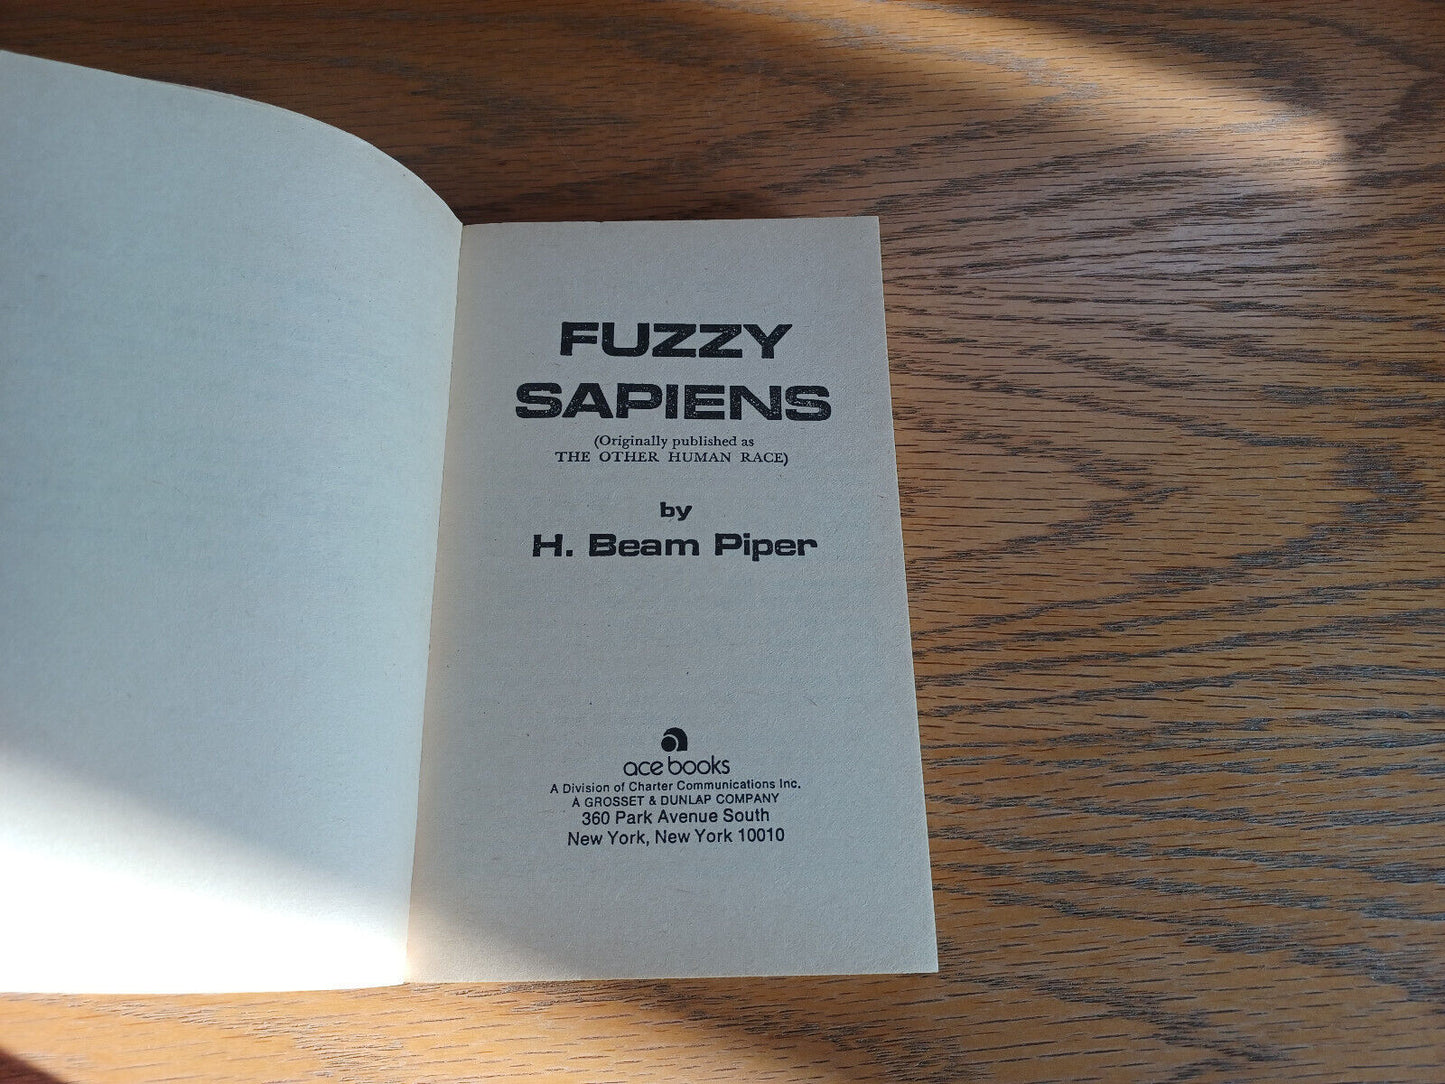 FUZZY
SAPIENS
(Originally published as
THE OTHER HUMAN RACE)
by
H. Beam Piper
ace books
A Division of Charter Communications Inc.
A GROSSET & DUNLAP COMPANY
360 Park Avenue South
New York, New York 10010